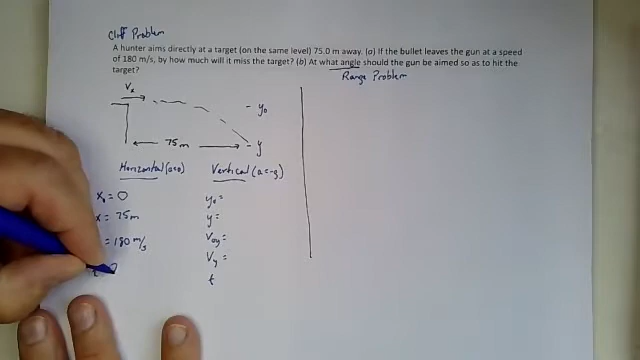 Cliff Problem
A hunter aims directly at a target (on the same level) 75.0 m away. (a) If the bullet leaves the gun at a speed
of 180 m/s, by how much will it miss the target? (b) At what angle should the gun be aimed so as to hit the
target?
Range Problem
Vx
- y₀
75 m
- y
Horizontal (a=0)
Vertical (a=-g)
x₀ = 0
y₀ =
x = 75m
y =
= 180 m/s
V₀y =
Vy =
t